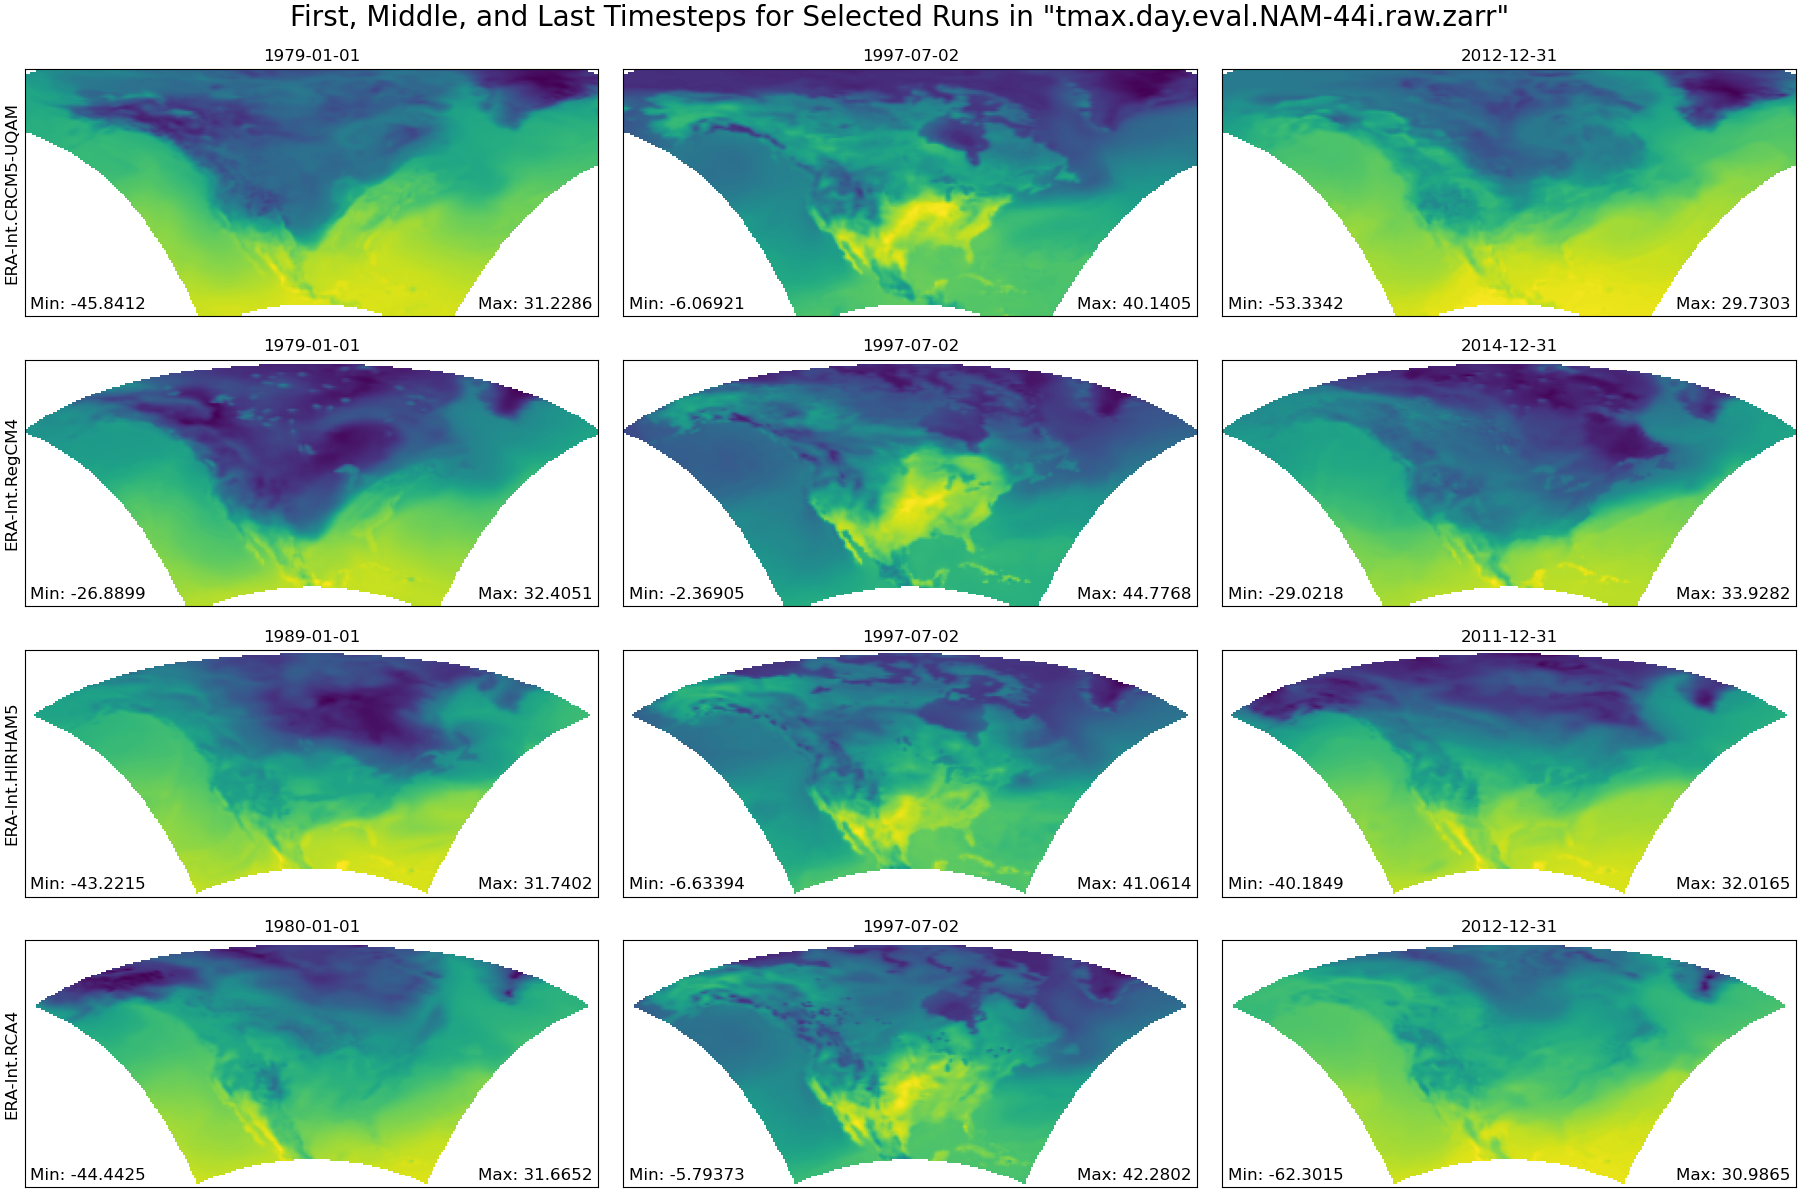 First, Middle, and Last Timesteps for Selected Runs in "tmax.day.eval.NAM-44i.raw.zarr"
1979-01-01
1997-07-02
2012-12-31
ERA-Int.CRCM5-UQAM
Min: -45.8412
Max: 31.2286
Min: -6.06921
Max: 40.1405
Min: -53.3342
Max: 29.7303
1979-01-01
1997-07-02
2014-12-31
ERA-Int.RegCM4
Min: -26.8899
Max: 32.4051
Min: -2.36905
Max: 44.7768
Min: -29.0218
Max: 33.9282
1989-01-01
1997-07-02
2011-12-31
ERA-Int.HIRHAM5
Min: -43.2215
Max: 31.7402
Min: -6.63394
Max: 41.0614
Min: -40.1849
Max: 32.0165
1980-01-01
1997-07-02
2012-12-31
ERA-Int.RCA4
Min: -44.4425
Max: 31.6652
Min: -5.79373
Max: 42.2802
Min: -62.3015
Max: 30.9865